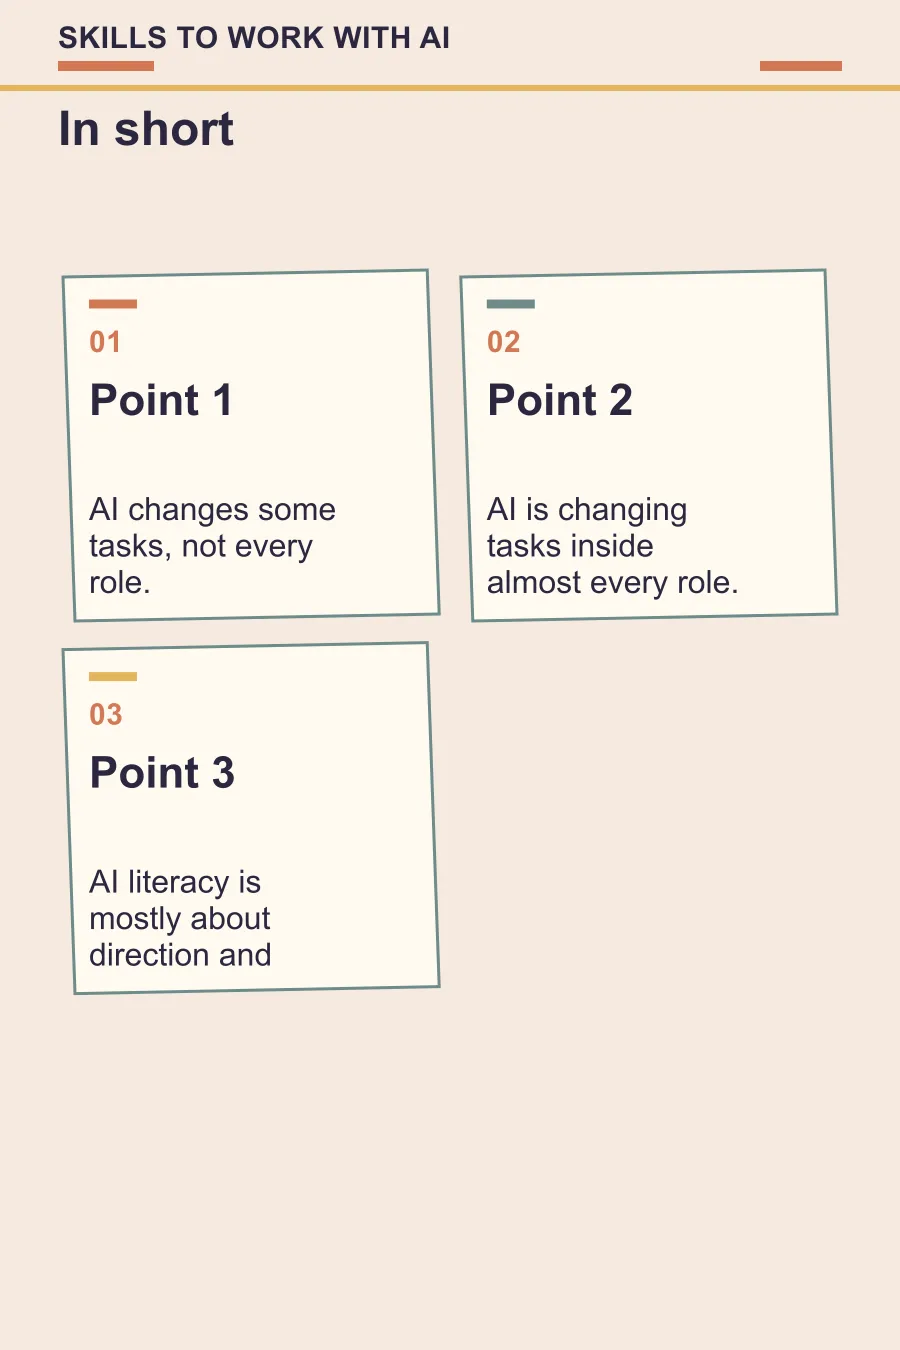 SKILLS TO WORK WITH AI
In short
01
Point 1
AI changes some
tasks, not every
role.
02
Point 2
AI is changing
tasks inside
almost every role.
03
Point 3
AI literacy is
mostly about
direction and